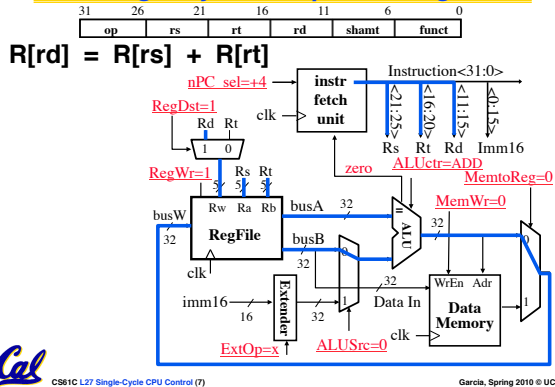 31 26 21 16 11 6 0
op rs rt rd shamt funct
R[rd] = R[rs] + R[rt]
nPC_sel=+4
instr fetch unit
clk
Instruction<31:0>
<21:25>
<16:20>
<11:15>
<0:15>
Rs Rt Rd Imm16
RegDst=1
Rd Rt
1 0
zero
ALUctr=ADD
MemtoReg=0
RegWr=1
Rs Rt
5 5 5
Rw Ra Rb
RegFile
busW
32
clk
busA
32
busB
32
=
ALU
32
MemWr=0
0
1
0
1
32
Data In
WrEn Adr
Data Memory
clk
imm16
16
Extender
32
ExtOp=x
ALUSrc=0
Cal
CS61C L27 Single-Cycle CPU Control (7)
Garcia, Spring 2010 © UC